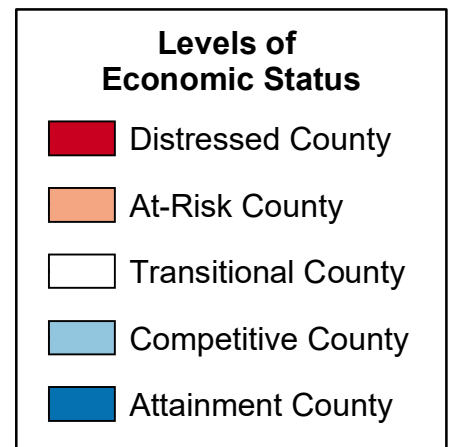 Levels of
Economic Status
Distressed County
At-Risk County
Transitional County
Competitive County
Attainment County